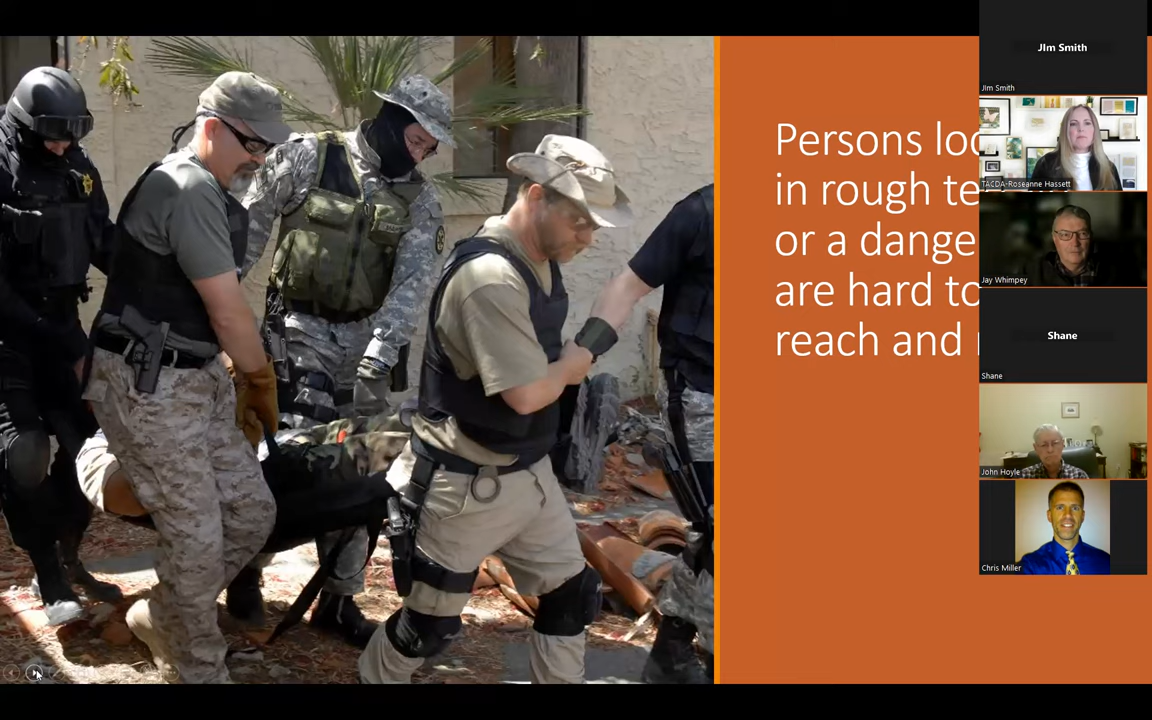 Persons loc
in rough te
or a dange
are hard to
reach and
JIm Smith
JIm Smith
TACDA-Roseanne Hassett
Jay Whimpey
Shane
Shane
John Hoyle
Chris Miller